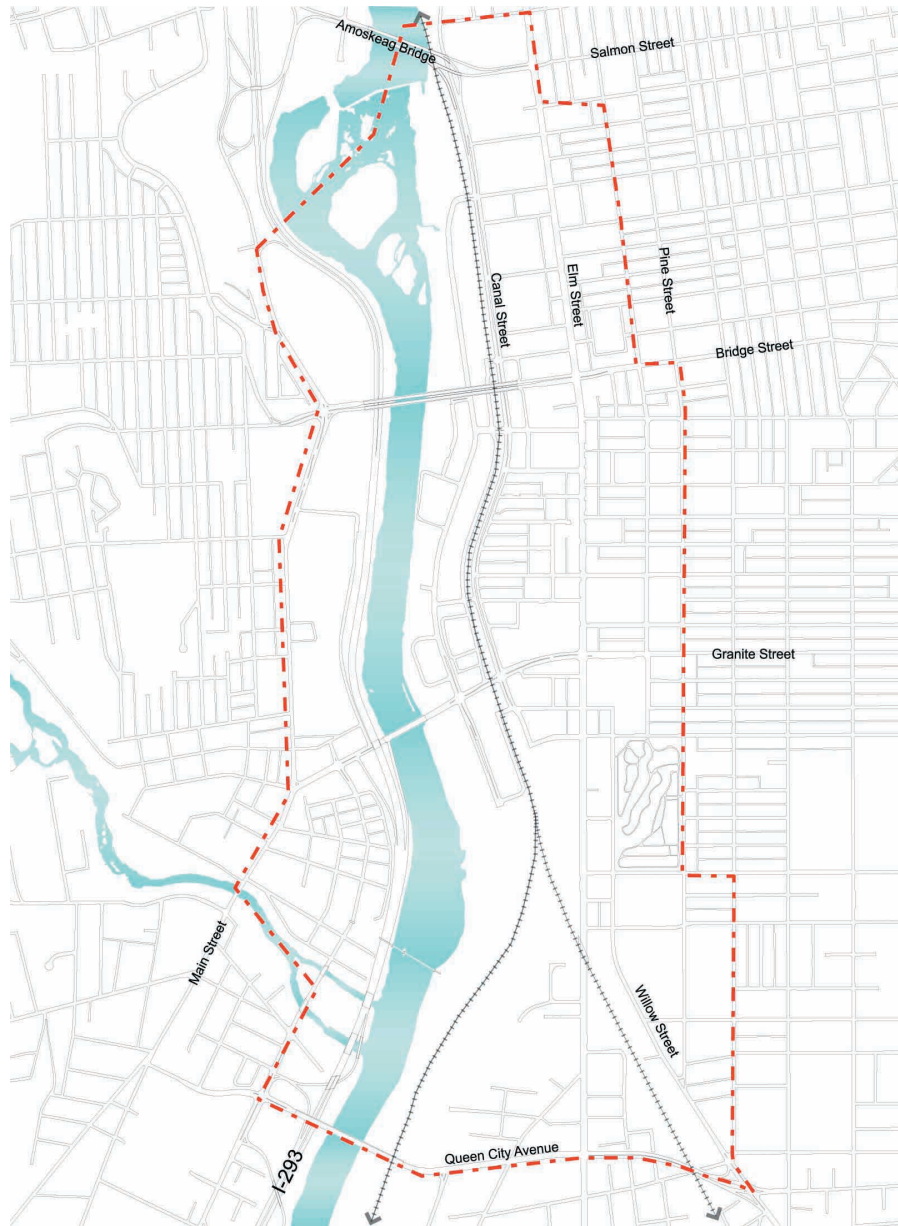 Amoskeag Bridge
Salmon Street
Canal Street
Elm Street
Pine Street
Bridge Street
Granite Street
Main Street
Willow Street
Queen City Avenue
I-293